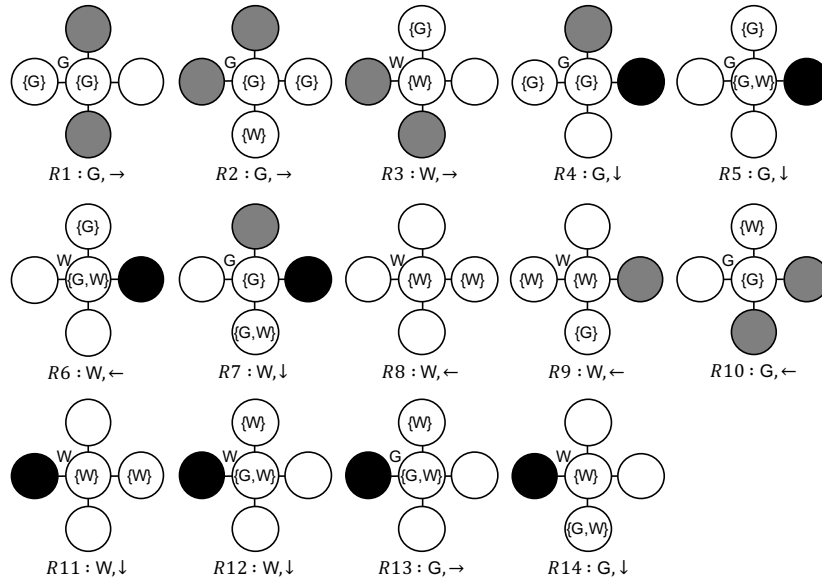 {G} G {G}
R1 : G, →
G {G} {G} {W}
R2 : G, →
{G} W {W}
R3 : W, →
{G} G {G}
R4 : G, ↓
{G} G {G,W}
R5 : G, ↓
{G} W {G,W}
R6 : W, ←
G {G} {G,W}
R7 : W, ↓
W {W} {W}
R8 : W, ←
{W} W {W} {G}
R9 : W, ←
{W} G {G}
R10 : G, ←
W {W} {W}
R11 : W, ↓
{W} W {G,W}
R12 : W, ↓
{W} G {G,W}
R13 : G, →
W {W} {G,W}
R14 : G, ↓